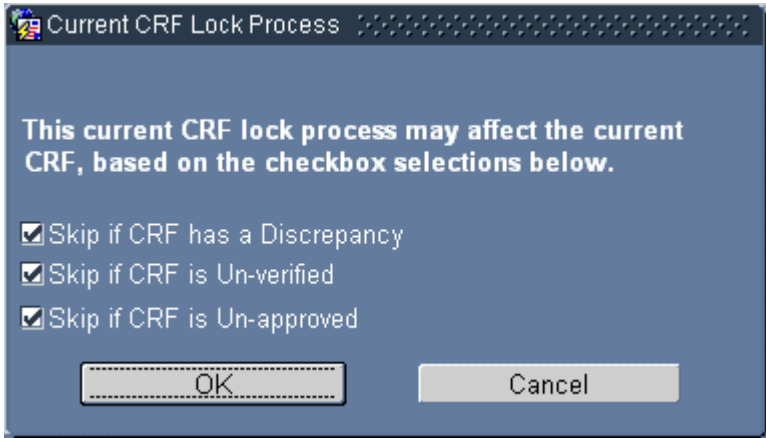 Current CRF Lock Process
This current CRF lock process may affect the current
CRF, based on the checkbox selections below.
Skip if CRF has a Discrepancy
Skip if CRF is Un-verified
Skip if CRF is Un-approved
OK
Cancel